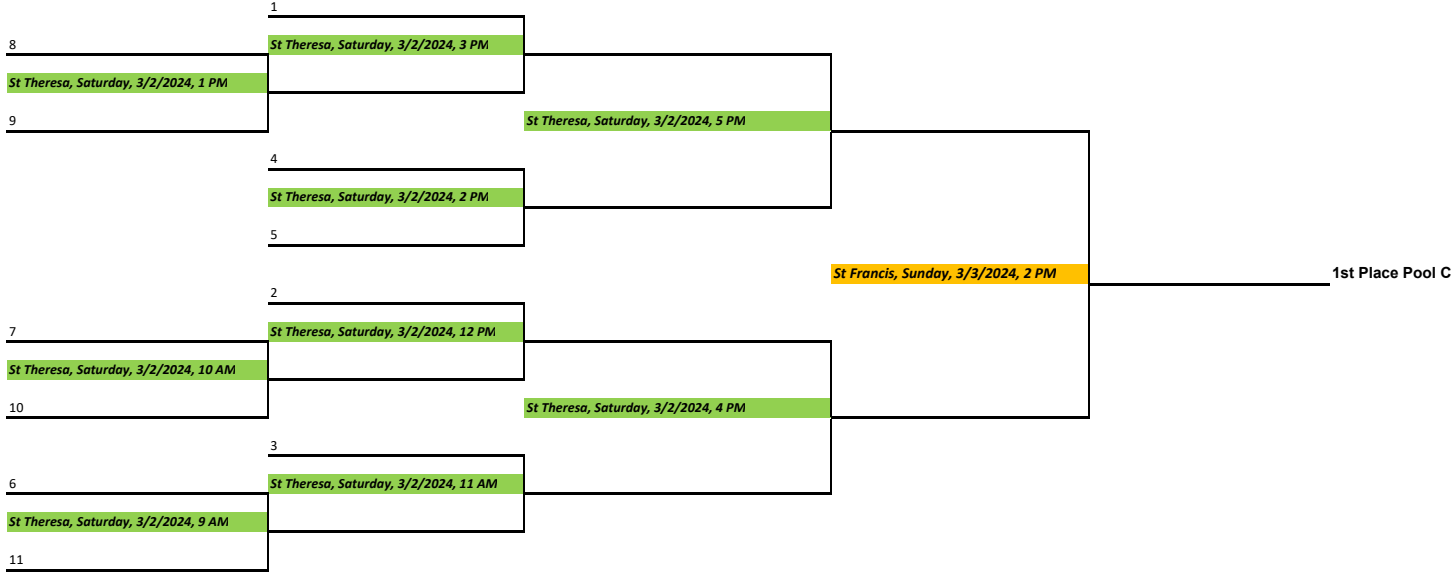 1
8
St Theresa, Saturday, 3/2/2024, 3 PM
St Theresa, Saturday, 3/2/2024, 1 PM
9
St Theresa, Saturday, 3/2/2024, 5 PM
4
St Theresa, Saturday, 3/2/2024, 2 PM
5
St Francis, Sunday, 3/3/2024, 2 PM
1st Place Pool C
2
7
St Theresa, Saturday, 3/2/2024, 12 PM
St Theresa, Saturday, 3/2/2024, 10 AM
10
St Theresa, Saturday, 3/2/2024, 4 PM
3
6
St Theresa, Saturday, 3/2/2024, 11 AM
St Theresa, Saturday, 3/2/2024, 9 AM
11